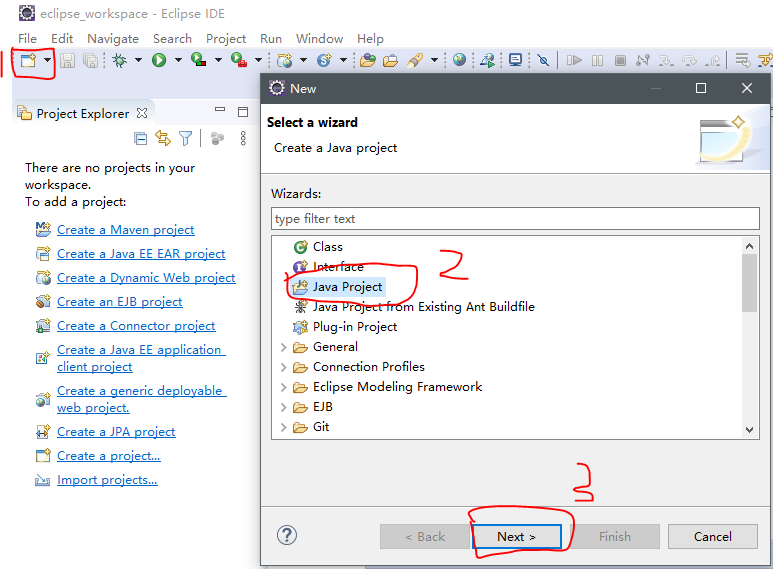 eclipse_workspace - Eclipse IDE
File Edit Navigate Search Project Run Window Help
1
Project Explorer
There are no projects in your
workspace.
To add a project:
Create a Maven project
Create a Java EE EAR project
Create a Dynamic Web project
Create an EJB project
Create a Connector project
Create a Java EE application
client project
Create a generic deployable
web project.
Create a JPA project
Create a project...
Import projects...
New
Select a wizard
Create a Java project
Wizards:
type filter text
Class
Interface
2
Java Project
Java Project from Existing Ant Buildfile
Plug-in Project
General
Connection Profiles
Eclipse Modeling Framework
EJB
Git
3
< Back Next > Finish Cancel